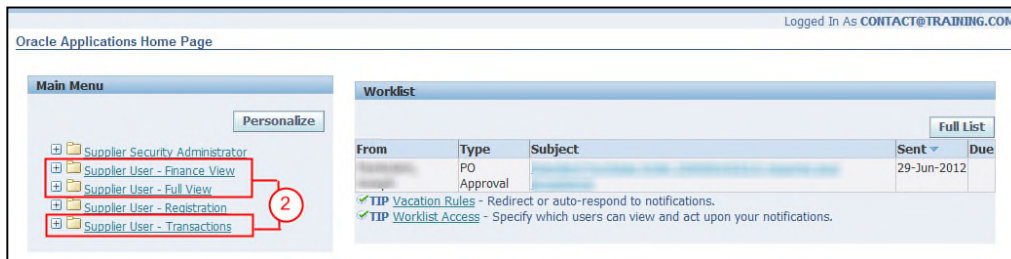 Logged In As CONTACT@TRAINING.COM
Oracle Applications Home Page
Main Menu
Personalize
Supplier Security Administrator
Supplier User - Finance View
Supplier User - Full View
Supplier User - Registration
Supplier User - Transactions
2
Worklist
Full List
From Type Subject Sent Due
PO Approval 29-Jun-2012
TIP Vacation Rules - Redirect or auto-respond to notifications.
TIP Worklist Access - Specify which users can view and act upon your notifications.